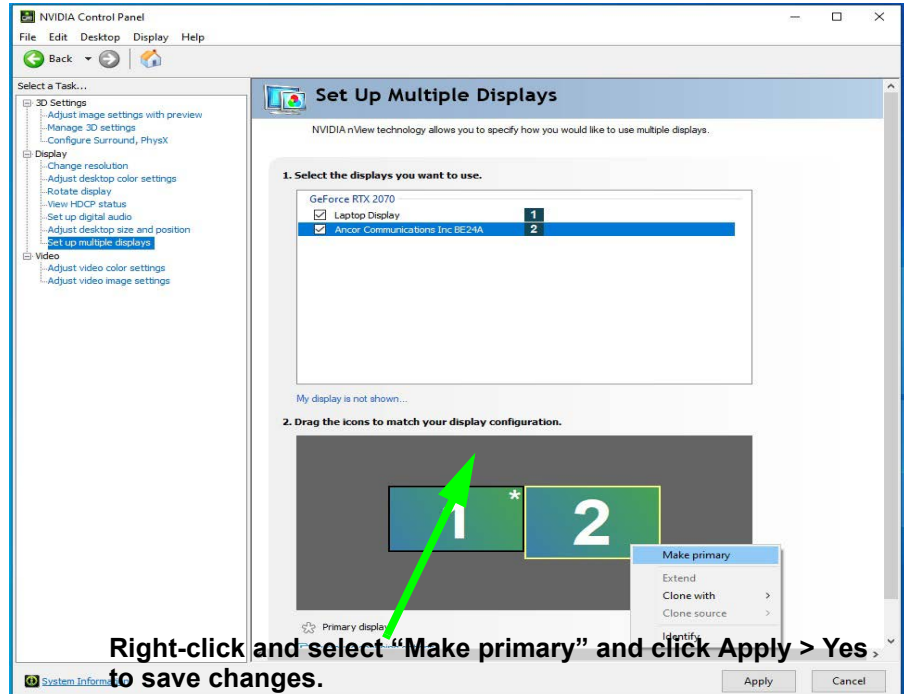 NVIDIA Control Panel
File Edit Desktop Display Help
Back
Select a Task...
3D Settings
Adjust image settings with preview
Manage 3D settings
Configure Surround, PhysX
Display
Change resolution
Adjust desktop color settings
Rotate display
View HDCP status
Set up digital audio
Adjust desktop size and position
Set up multiple displays
Video
Adjust video color settings
Adjust video image settings
Set Up Multiple Displays
NVIDIA nView technology allows you to specify how you would like to use multiple displays.
1. Select the displays you want to use.
GeForce RTX 2070
Laptop Display 1
Ancor Communications Inc BE24A 2
My display is not shown...
2. Drag the icons to match your display configuration.
1 * 2
Make primary
Extend
Clone with >
Clone source >
Identify
Primary display
Right-click and select “Make primary” and click Apply > Yes
to save changes.
System Information
Apply Cancel